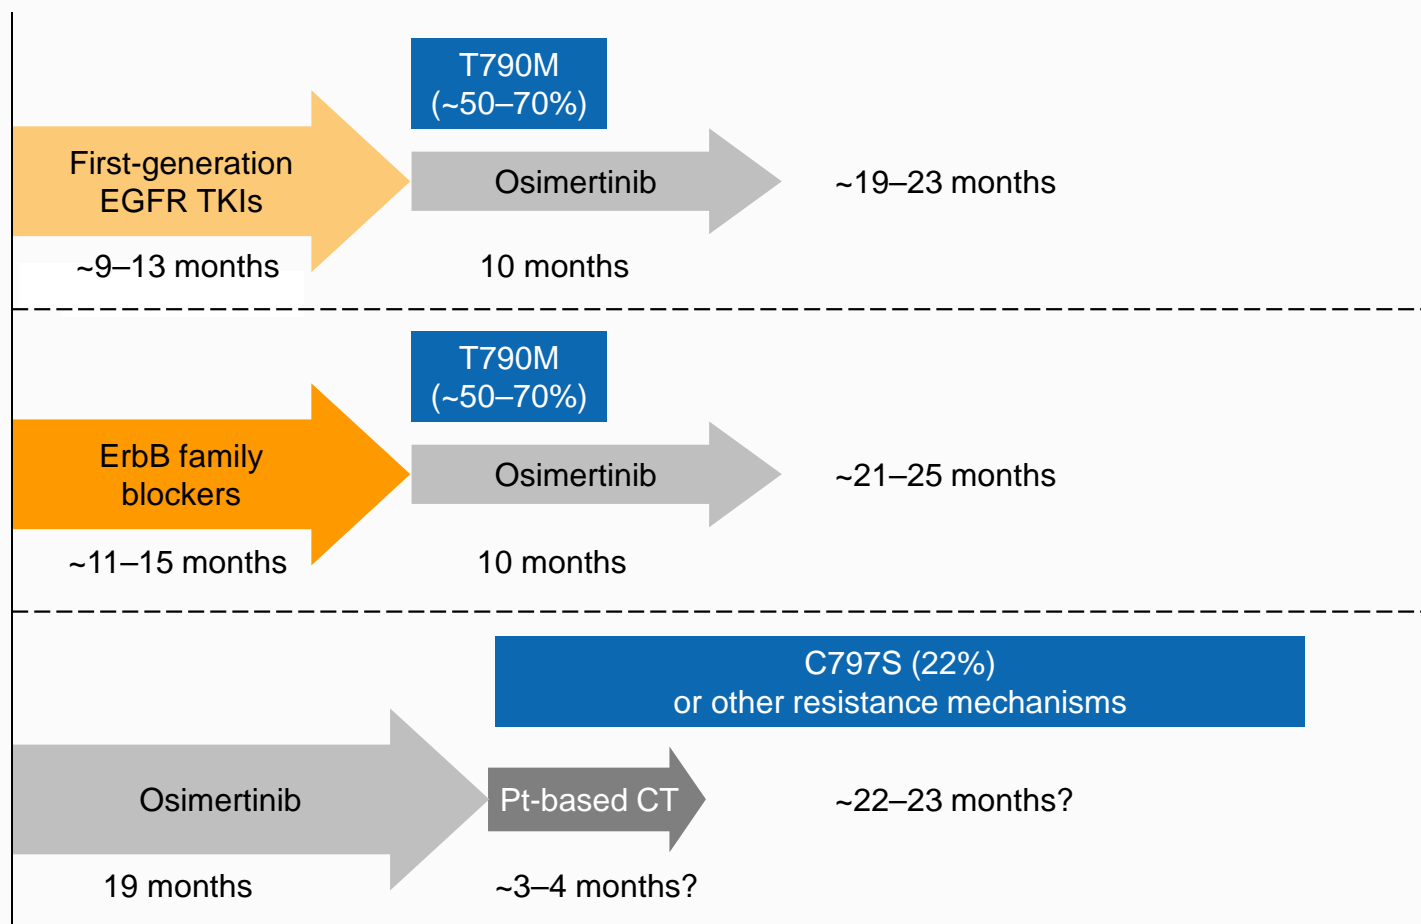 T790M
(~50–70%)
First-generation
EGFR TKIs
Osimertinib
~19–23 months
~9–13 months
10 months
T790M
(~50–70%)
ErbB family
blockers
Osimertinib
~21–25 months
~11–15 months
10 months
C797S (22%)
or other resistance mechanisms
Osimertinib
Pt-based CT
~22–23 months?
19 months
~3–4 months?